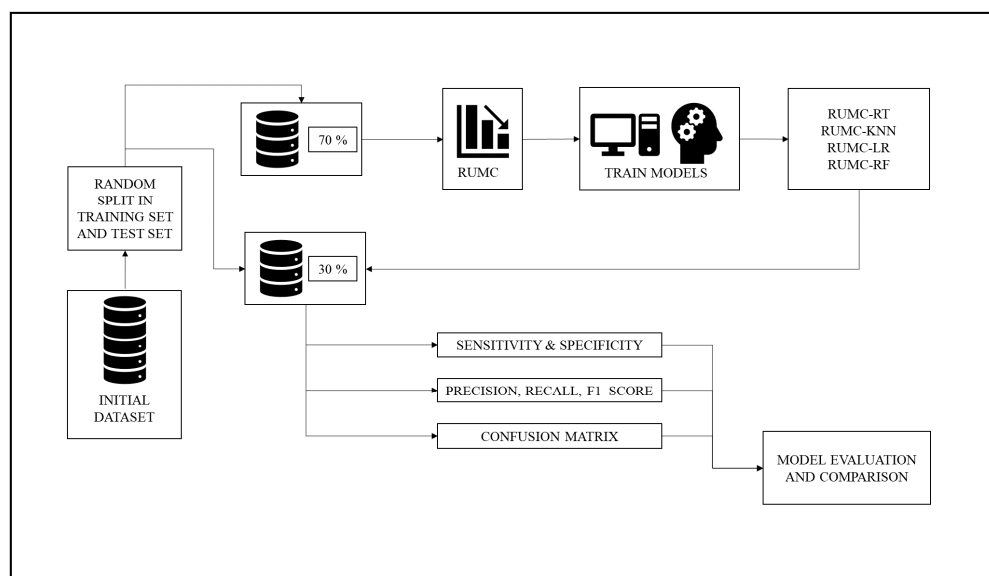 70 %
RUMC
TRAIN MODELS
RUMC-RT
RUMC-KNN
RUMC-LR
RUMC-RF
RANDOM
SPLIT IN
TRAINING SET
AND TEST SET
30 %
INITIAL
DATASET
SENSITIVITY & SPECIFICITY
PRECISION, RECALL, F1 SCORE
CONFUSION MATRIX
MODEL EVALUATION
AND COMPARISON